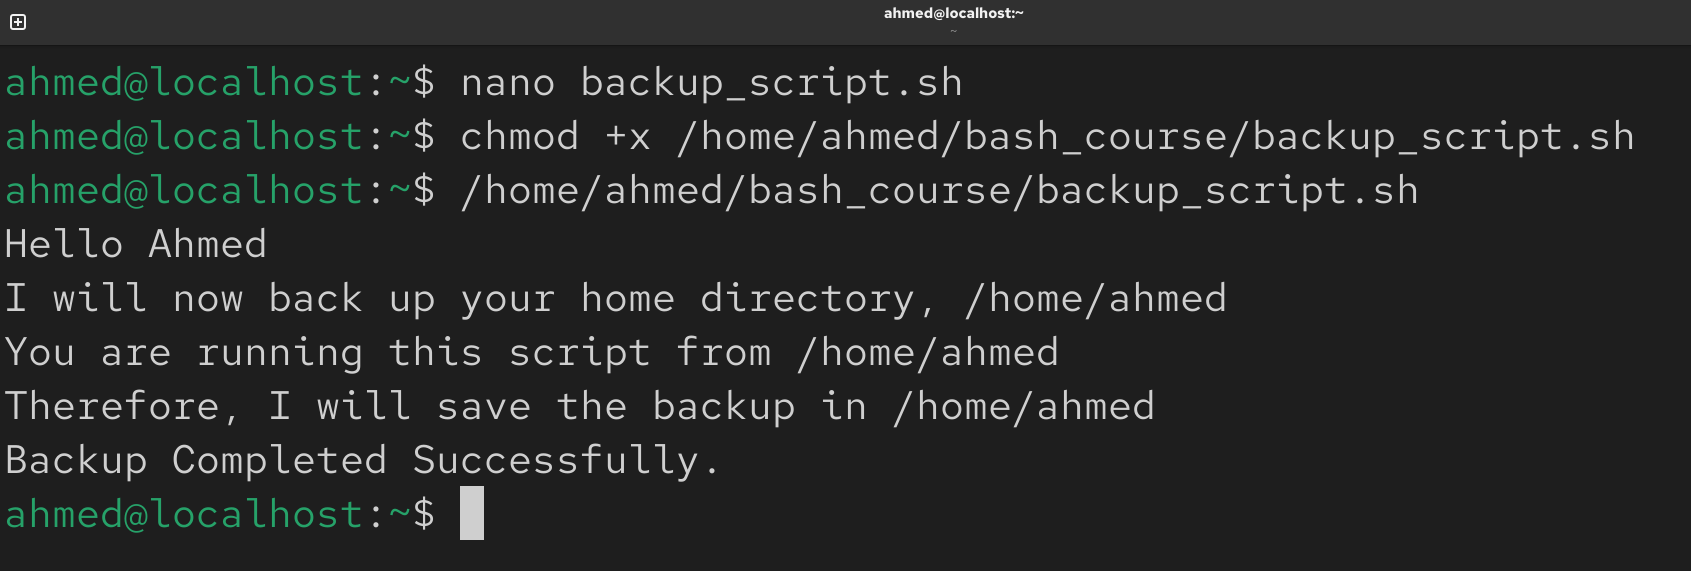 ahmed@localhost:~
~
ahmed@localhost:~$ nano backup_script.sh
ahmed@localhost:~$ chmod +x /home/ahmed/bash_course/backup_script.sh
ahmed@localhost:~$ /home/ahmed/bash_course/backup_script.sh
Hello Ahmed
I will now back up your home directory, /home/ahmed
You are running this script from /home/ahmed
Therefore, I will save the backup in /home/ahmed
Backup Completed Successfully.
ahmed@localhost:~$